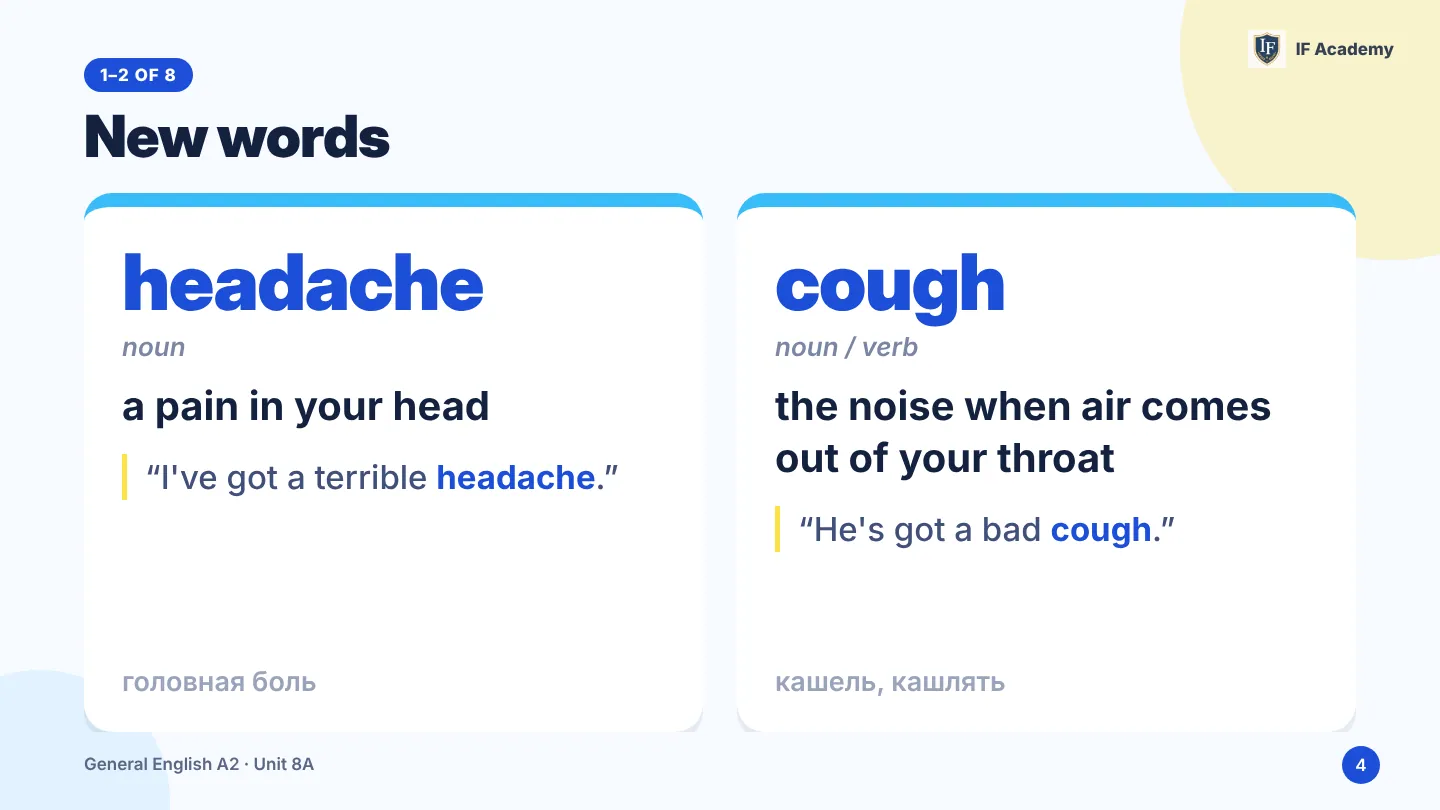 IF
IF Academy
1–2 OF 8
New words
headache
noun
a pain in your head
“I've got a terrible headache.”
головная боль
cough
noun / verb
the noise when air comes
out of your throat
“He's got a bad cough.”
кашель, кашлять
General English A2 · Unit 8A
4